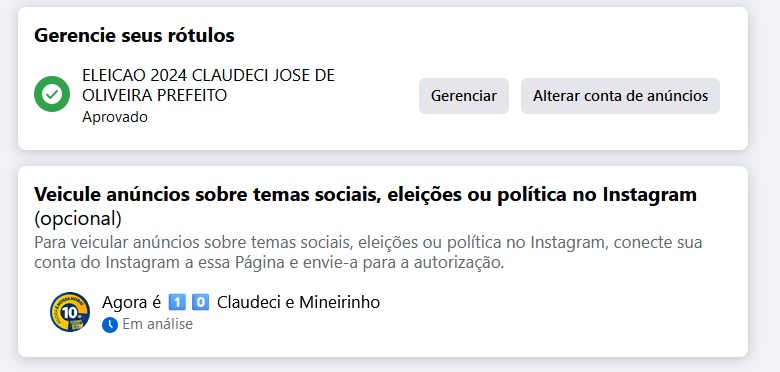 Gerencie seus rótulos
ELEICAO 2024 CLAUDECI JOSE DE
OLIVEIRA PREFEITO
Aprovado
Gerenciar
Alterar conta de anúncios
Veicule anúncios sobre temas sociais, eleições ou política no Instagram
(opcional)
Para veicular anúncios sobre temas sociais, eleições ou política no Instagram, conecte sua
conta do Instagram a essa Página e envie-a para a autorização.
10
Agora é 1️⃣ 0️⃣ Claudeci e Mineirinho
Em análise